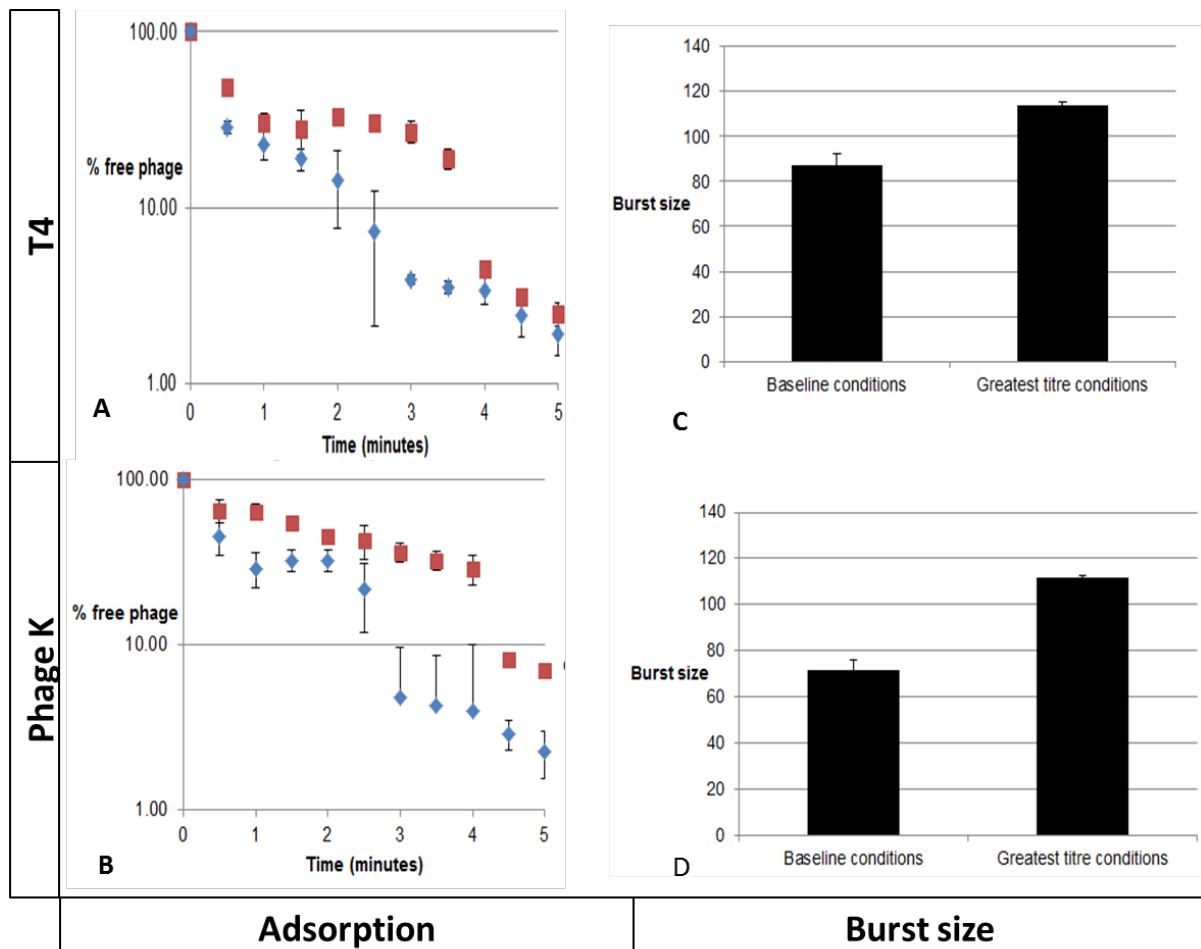 T4
100.00
% free phage
10.00
1.00
0 1 2 3 4 5
A
Time (minutes)
140
120
100
80
Burst size
60
40
20
0
Baseline conditions Greatest titre conditions
C
Phage K
100.00
% free phage
10.00
1.00
0 1 2 3 4 5
B
Time (minutes)
140
120
100
80
Burst size
60
40
20
0
Baseline conditions Greatest titre conditions
D
Adsorption
Burst size